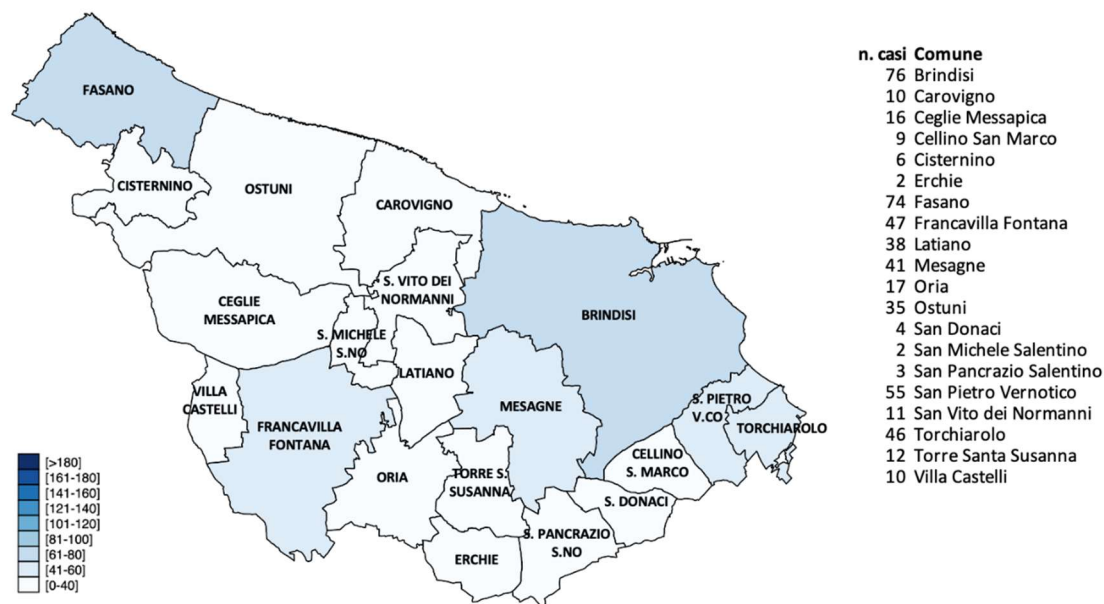 FASANO
CISTERNINO
OSTUNI
CAROVIGNO
S. VITO DEI
NORMANNI
CEGLIE
MESSAPICA
S. MICHELE
S.NO
BRINDISI
LATIANO
VILLA
CASTELLI
FRANCAVILLA
FONTANA
MESAGNE
S. PIETRO
V.CO
TORCHIAROLO
CELLINO
S. MARCO
ORIA
TORRE S.
SUSANNA
S. DONACI
S. PANCRAZIO
S.NO
ERCHIE
[>180]
[161-180]
[141-160]
[121-140]
[101-120]
[81-100]
[61-80]
[41-60]
[0-40]
n. casi Comune
76 Brindisi
10 Carovigno
16 Ceglie Messapica
9 Cellino San Marco
6 Cisternino
2 Erchie
74 Fasano
47 Francavilla Fontana
38 Latiano
41 Mesagne
17 Oria
35 Ostuni
4 San Donaci
2 San Michele Salentino
3 San Pancrazio Salentino
55 San Pietro Vernotico
11 San Vito dei Normanni
46 Torchiarolo
12 Torre Santa Susanna
10 Villa Castelli